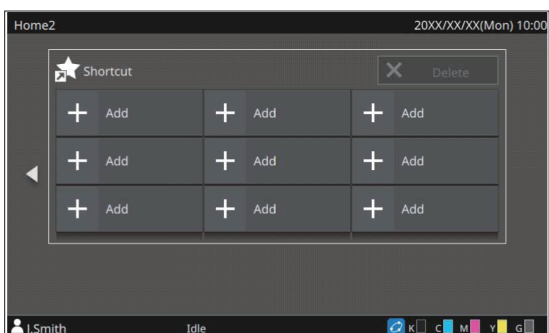 Home2 20XX/XX/XX(Mon) 10:00
Shortcut Delete
Add Add Add
Add Add Add
Add Add Add
I.Smith Idle K C M Y G